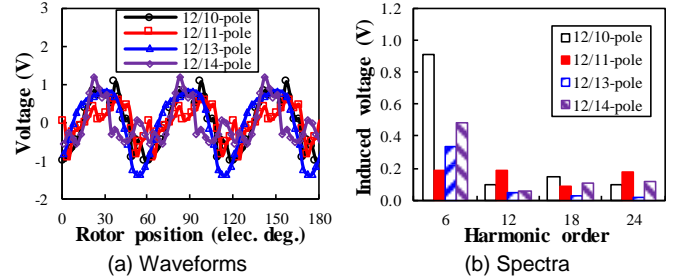 12/10-pole
12/11-pole
12/13-pole
12/14-pole
Voltage (V)
2
1
0
-1
-2
0 30 60 90 120 150 180
Rotor position (elec. deg.)
(a) Waveforms
12/10-pole
12/11-pole
12/13-pole
12/14-pole
Induced voltage (V)
1.2
1.0
0.8
0.6
0.4
0.2
0.0
6 12 18 24
Harmonic order
(b) Spectra